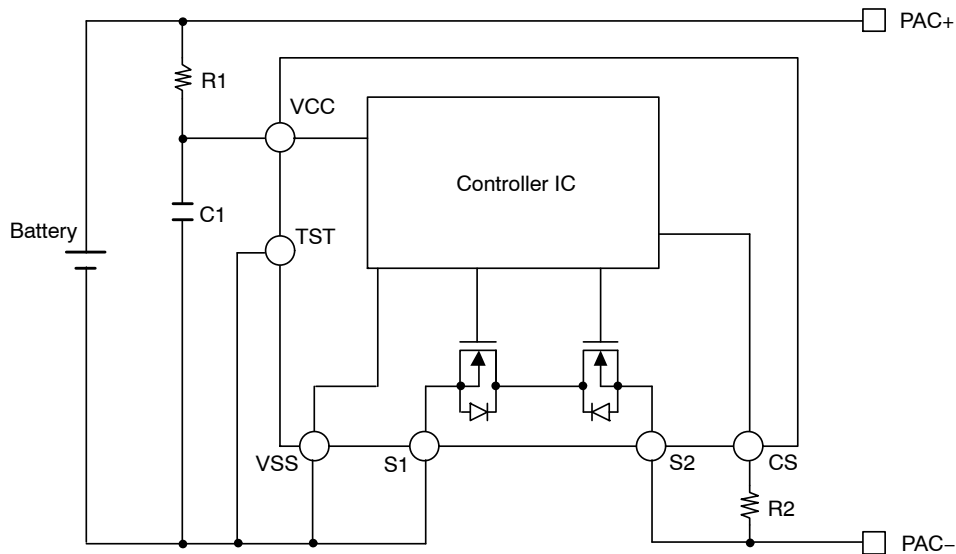 PAC+
R1
VCC
Controller IC
C1
Battery
TST
VSS
S1
S2
CS
R2
PAC−